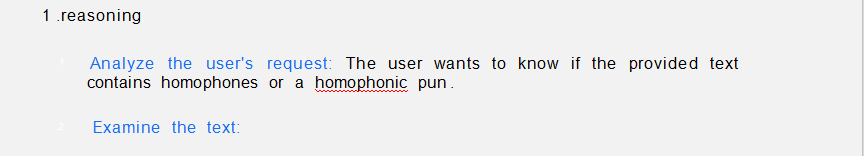 1 .reasoning
1 Analyze the user's request: The user wants to know if the provided text
contains homophones or a homophonic pun .
2 Examine the text: